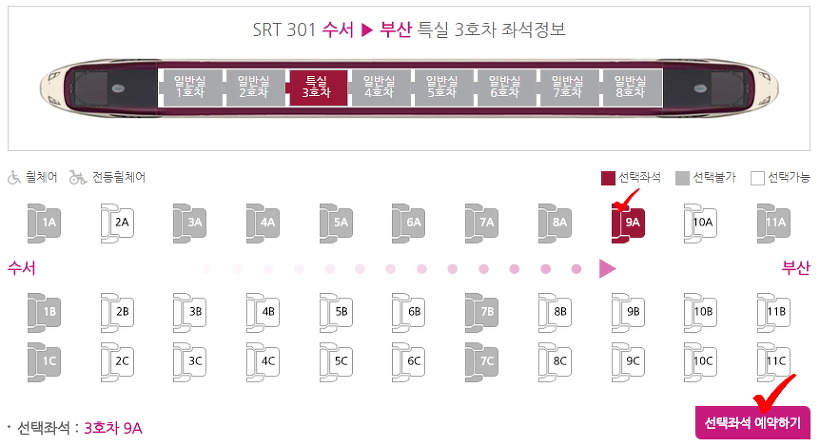 SRT 301 수서 ▶ 부산 특실 3호차 좌석정보
일반실 일반실 특실 일반실 일반실 일반실 일반실 일반실
1호차 2호차 3호차 4호차 5호차 6호차 7호차 8호차
휠체어 전동휠체어 선택좌석 선택불가 선택가능
1A 2A 3A 4A 5A 6A 7A 8A 9A 10A 11A
수서 부산
1B 2B 3B 4B 5B 6B 7B 8B 9B 10B 11B
1C 2C 3C 4C 5C 6C 7C 8C 9C 10C 11C
· 선택좌석 : 3호차 9A 선택좌석 예약하기